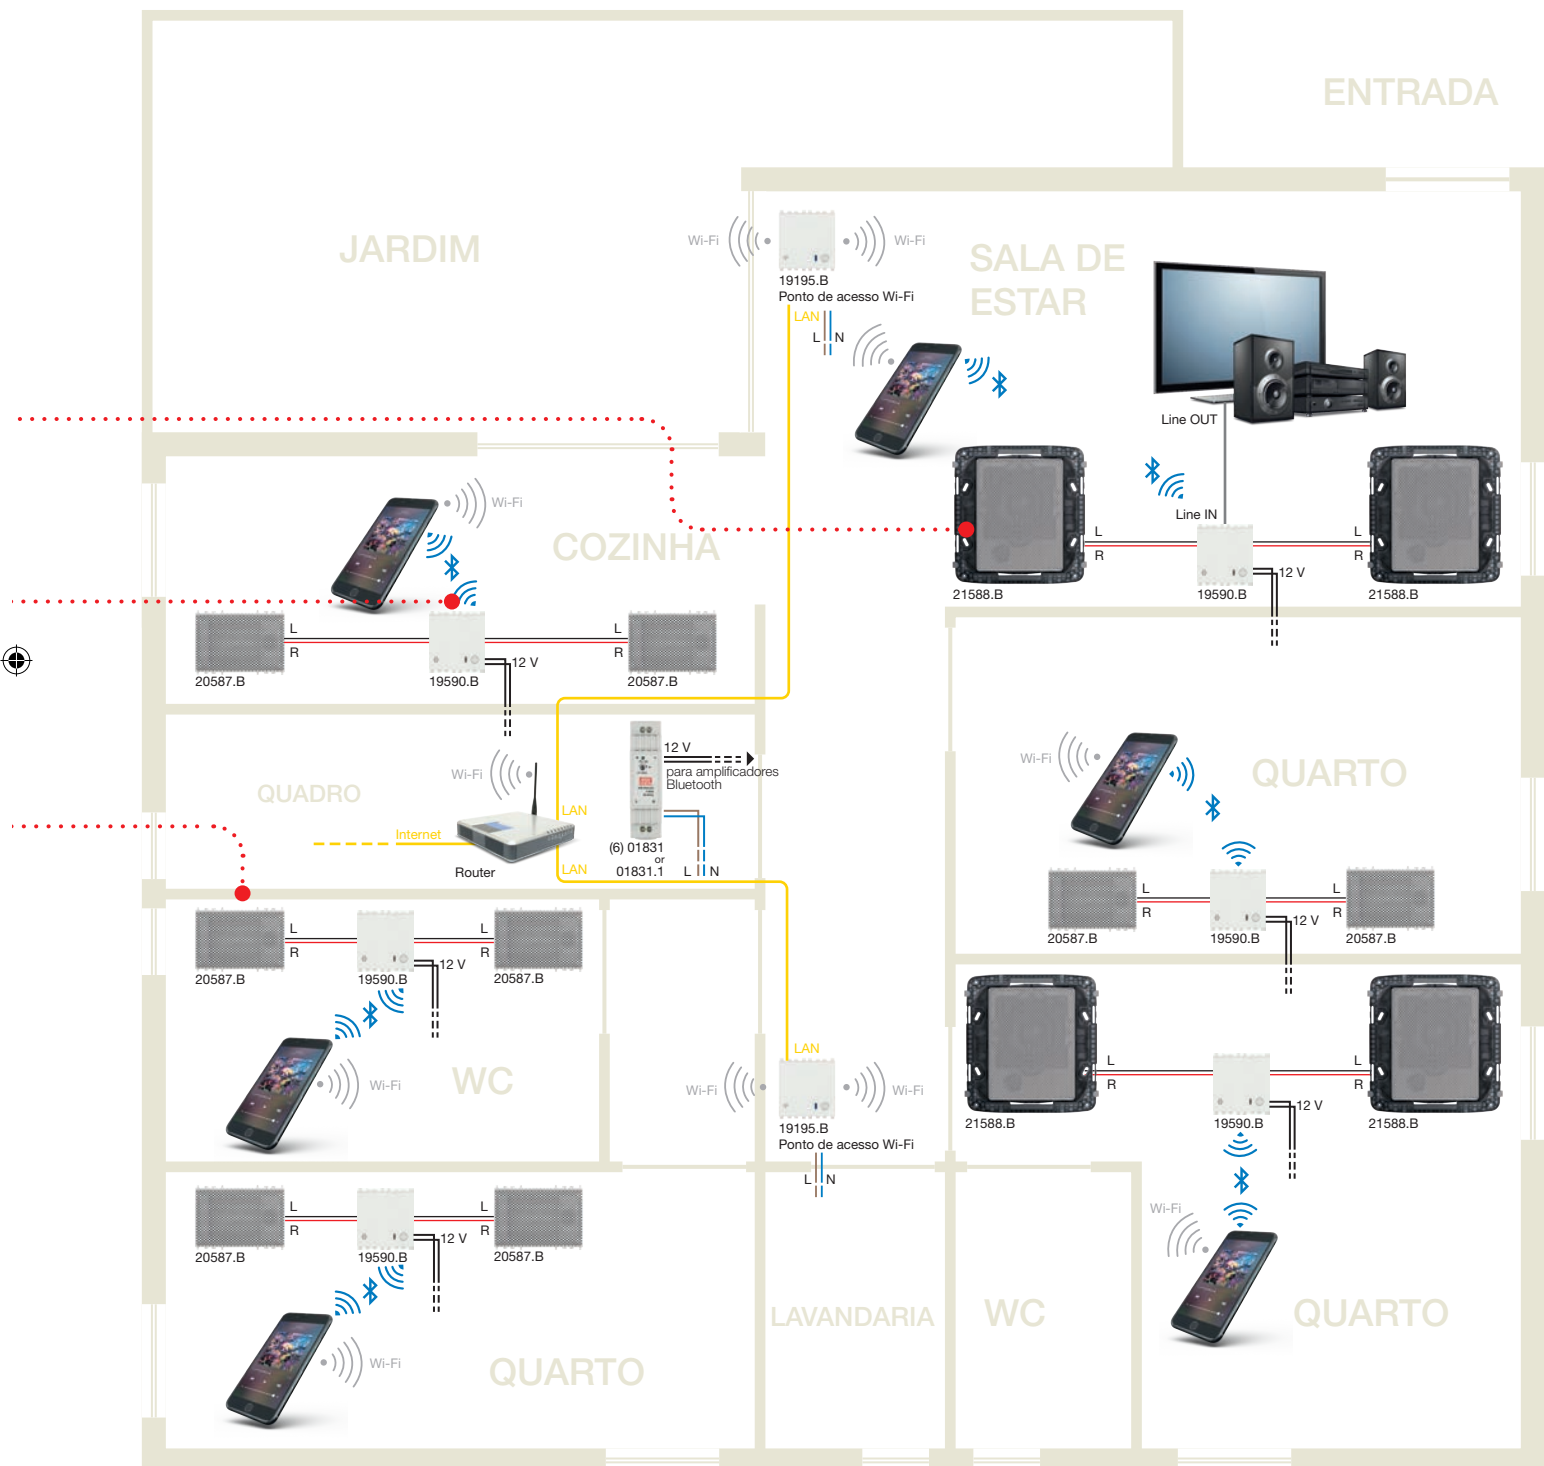 ENTRADA
JARDIM
Wi-Fi
Wi-Fi
19195.B
Ponto de acesso Wi-Fi
LAN
L N
SALA DE
ESTAR
Line OUT
Line IN
L
R
L
R
12 V
21588.B
19590.B
21588.B
Wi-Fi
COZINHA
L
R
L
R
12 V
20587.B
19590.B
20587.B
QUADRO
Wi-Fi
Internet
Router
LAN
LAN
12 V
para amplificadores
Bluetooth
(6) 01831
or
01831.1
L N
Wi-Fi
QUARTO
L
R
L
R
12 V
20587.B
19590.B
20587.B
L
R
L
R
12 V
20587.B
19590.B
20587.B
Wi-Fi
WC
LAN
Wi-Fi
Wi-Fi
19195.B
Ponto de acesso Wi-Fi
L N
L
R
L
R
12 V
21588.B
19590.B
21588.B
Wi-Fi
QUARTO
L
R
L
R
12 V
20587.B
19590.B
20587.B
Wi-Fi
QUARTO
LAVANDARIA
WC